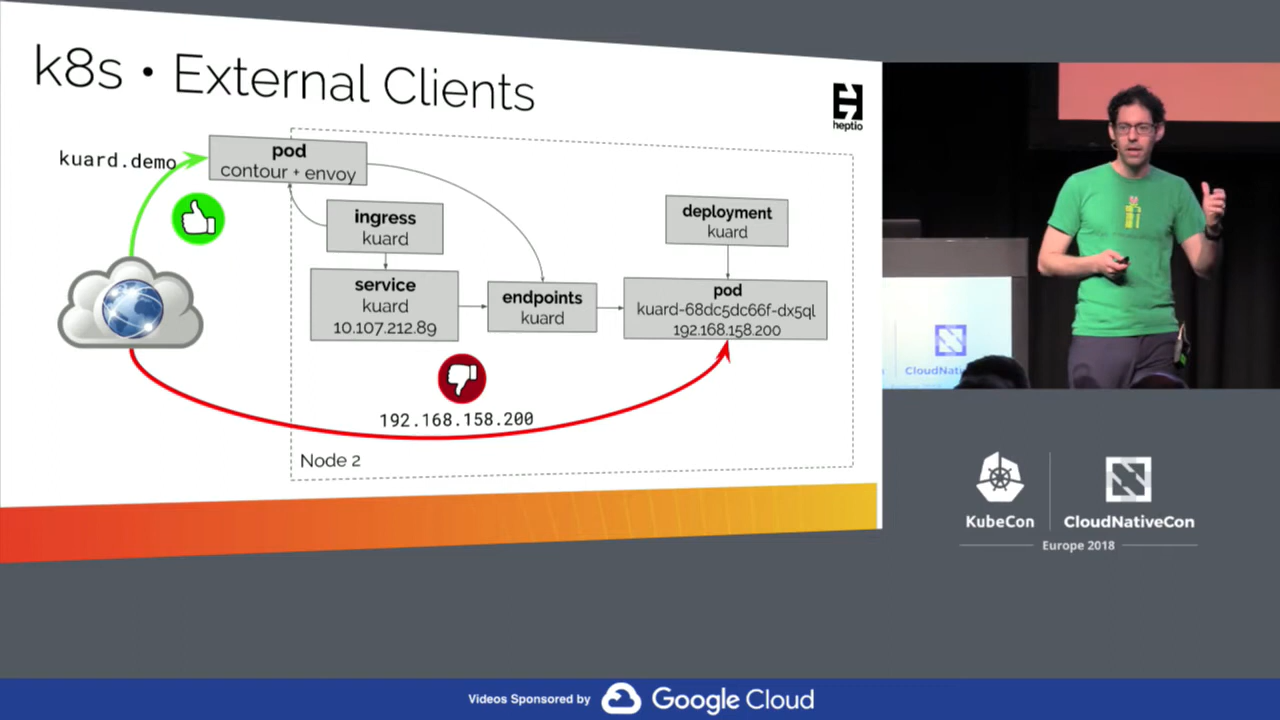 k8s • External Clients
heptio
kuard.demo
pod
contour + envoy
ingress
kuard
deployment
kuard
service
kuard
10.107.212.89
endpoints
kuard
pod
kuard-68dc5dc66f-dx5ql
192.168.158.200
192.168.158.200
Node 2
CloudNat
KubeCon
CloudNativeCon
Europe 2018
Videos Sponsored by
Google Cloud